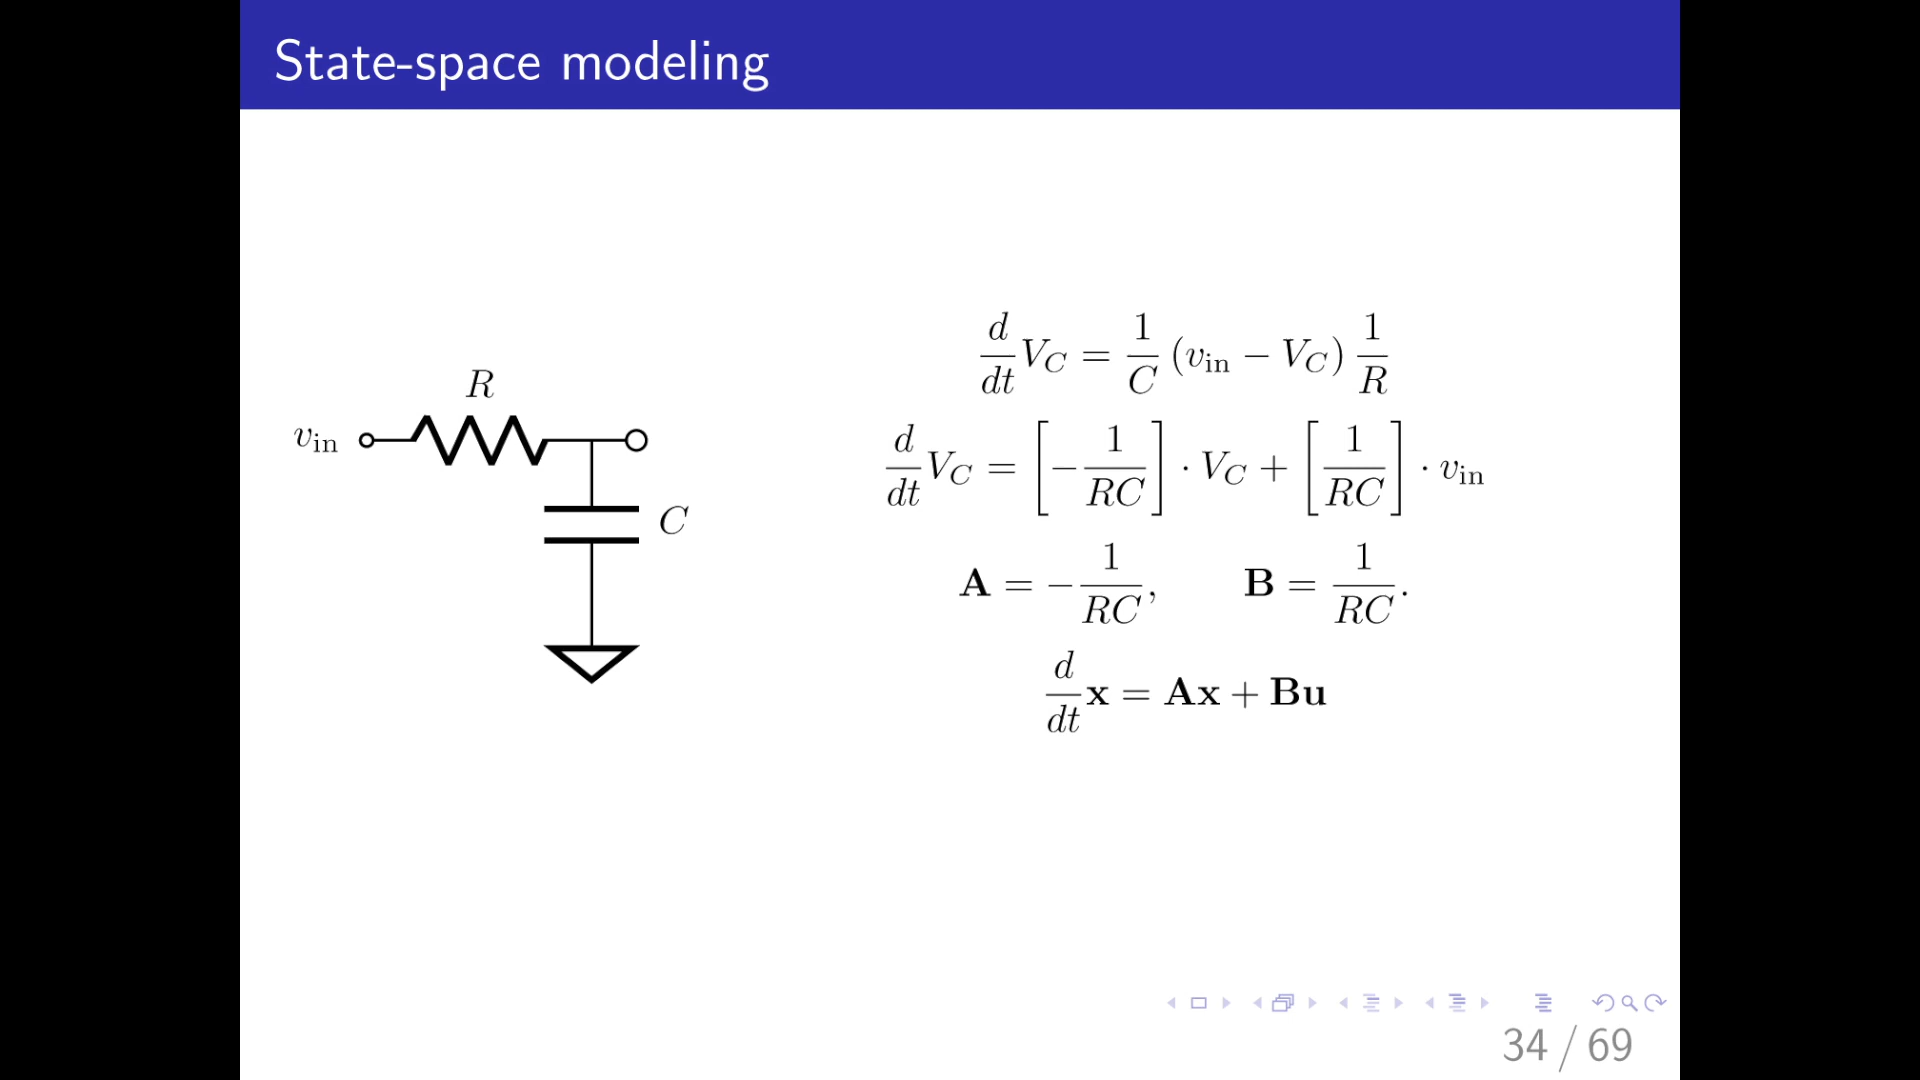 State-space modeling
R
v_in
C
d/dt V_C = 1/C (v_in − V_C) 1/R
d/dt V_C = [−1/RC] · V_C + [1/RC] · v_in
A = −1/RC, B = 1/RC.
d/dt x = Ax + Bu
34 / 69